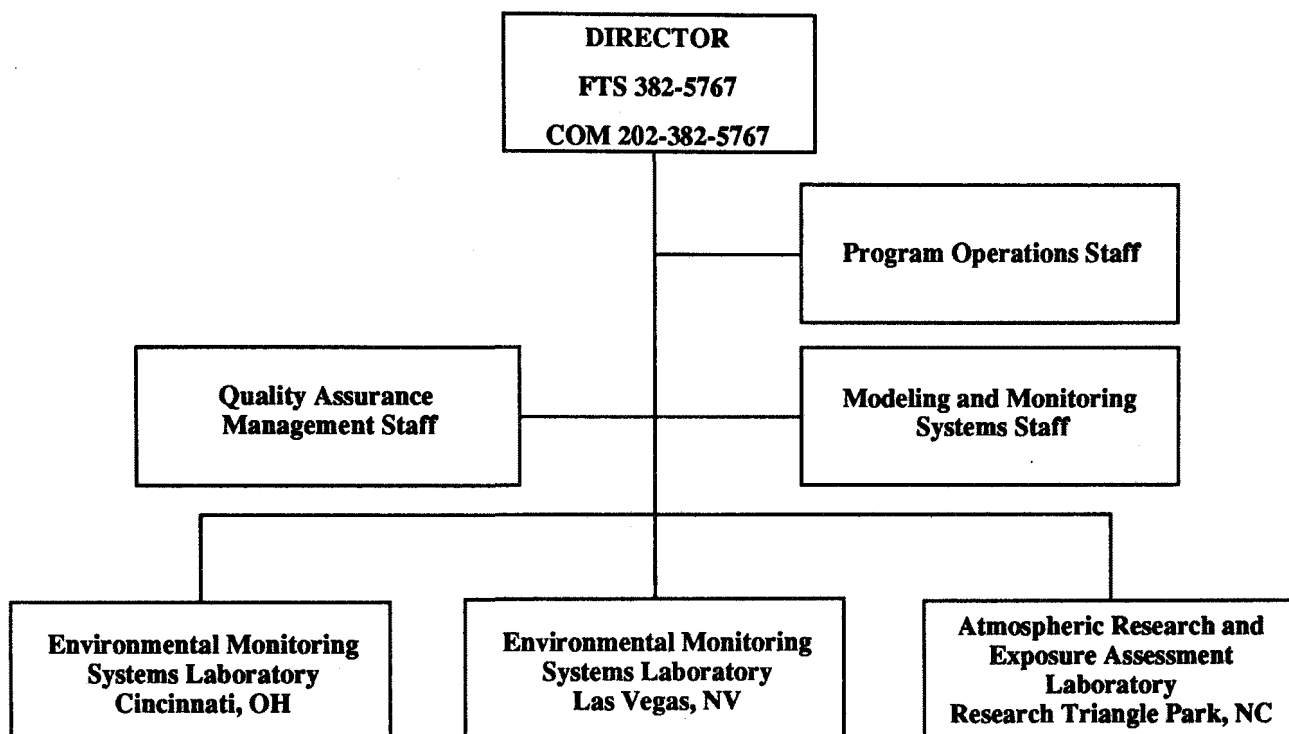 DIRECTOR
FTS 382-5767
COM 202-382-5767
Program Operations Staff
Quality Assurance
Management Staff
Modeling and Monitoring
Systems Staff
Environmental Monitoring
Systems Laboratory
Cincinnati, OH
Environmental Monitoring
Systems Laboratory
Las Vegas, NV
Atmospheric Research and
Exposure Assessment
Laboratory
Research Triangle Park, NC